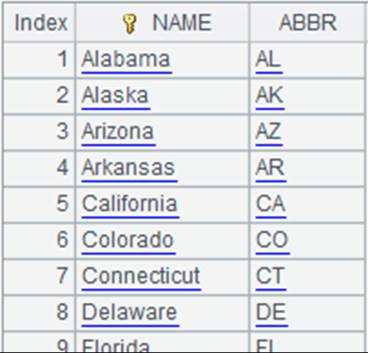 Index NAME ABBR
1 Alabama AL
2 Alaska AK
3 Arizona AZ
4 Arkansas AR
5 California CA
6 Colorado CO
7 Connecticut CT
8 Delaware DE
9 Florida FL